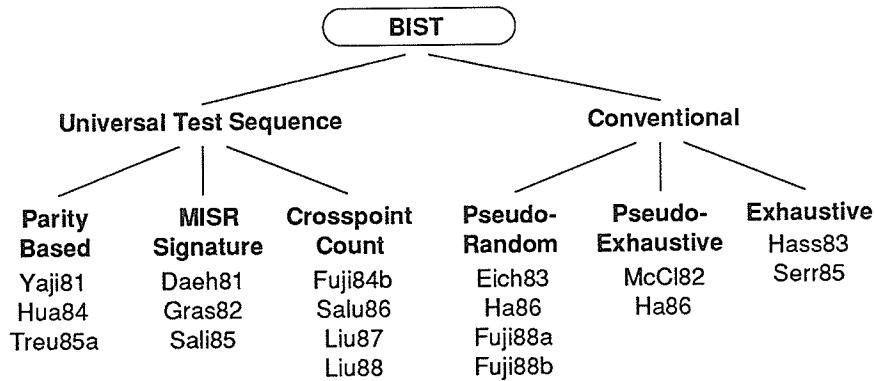 BIST
Universal Test Sequence
Conventional
Parity
Based
Yaji81
Hua84
Treu85a
MISR
Signature
Daeh81
Gras82
Sali85
Crosspoint
Count
Fuji84b
Salu86
Liu87
Liu88
Pseudo-
Random
Eich83
Ha86
Fuji88a
Fuji88b
Pseudo-
Exhaustive
McCl82
Ha86
Exhaustive
Hass83
Serr85